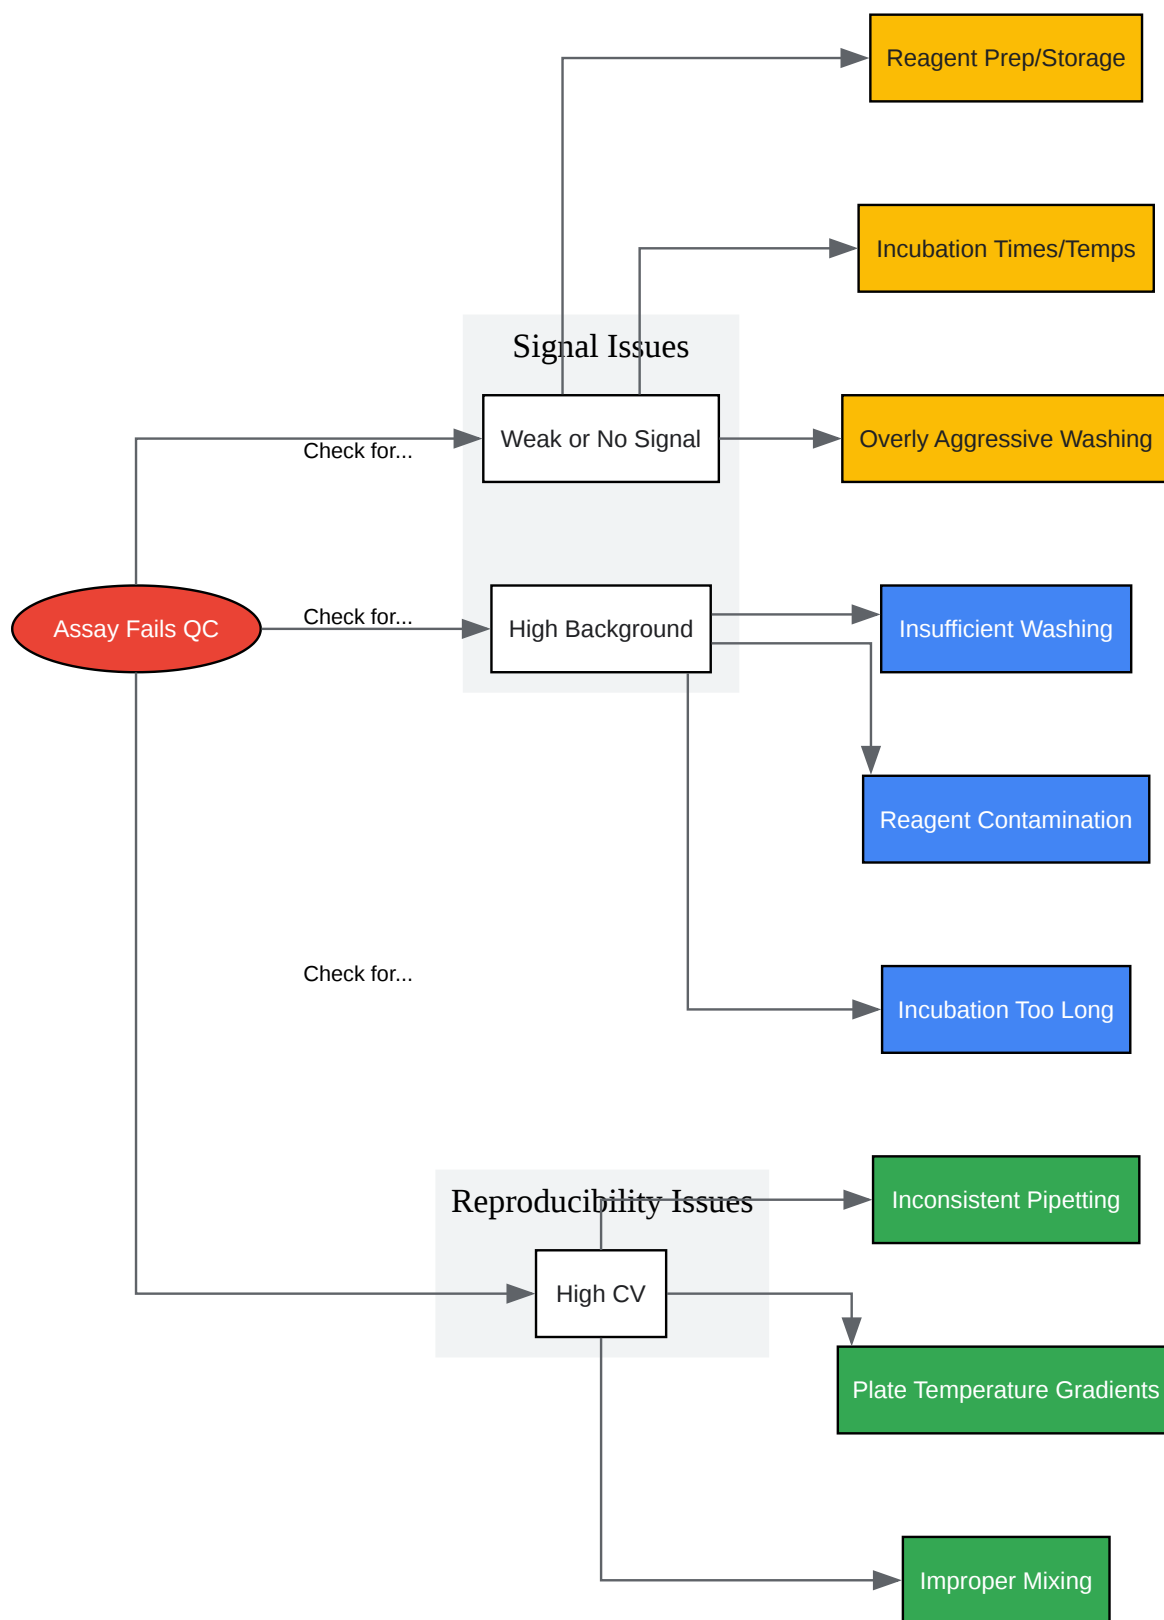 Reagent Prep/Storage
Incubation Times/Temps
Signal Issues
Weak or No Signal
Overly Aggressive Washing
Check for...
Assay Fails QC
Check for...
High Background
Insufficient Washing
Reagent Contamination
Check for...
Incubation Too Long
Reproducibility Issues
Inconsistent Pipetting
High CV
Plate Temperature Gradients
Improper Mixing